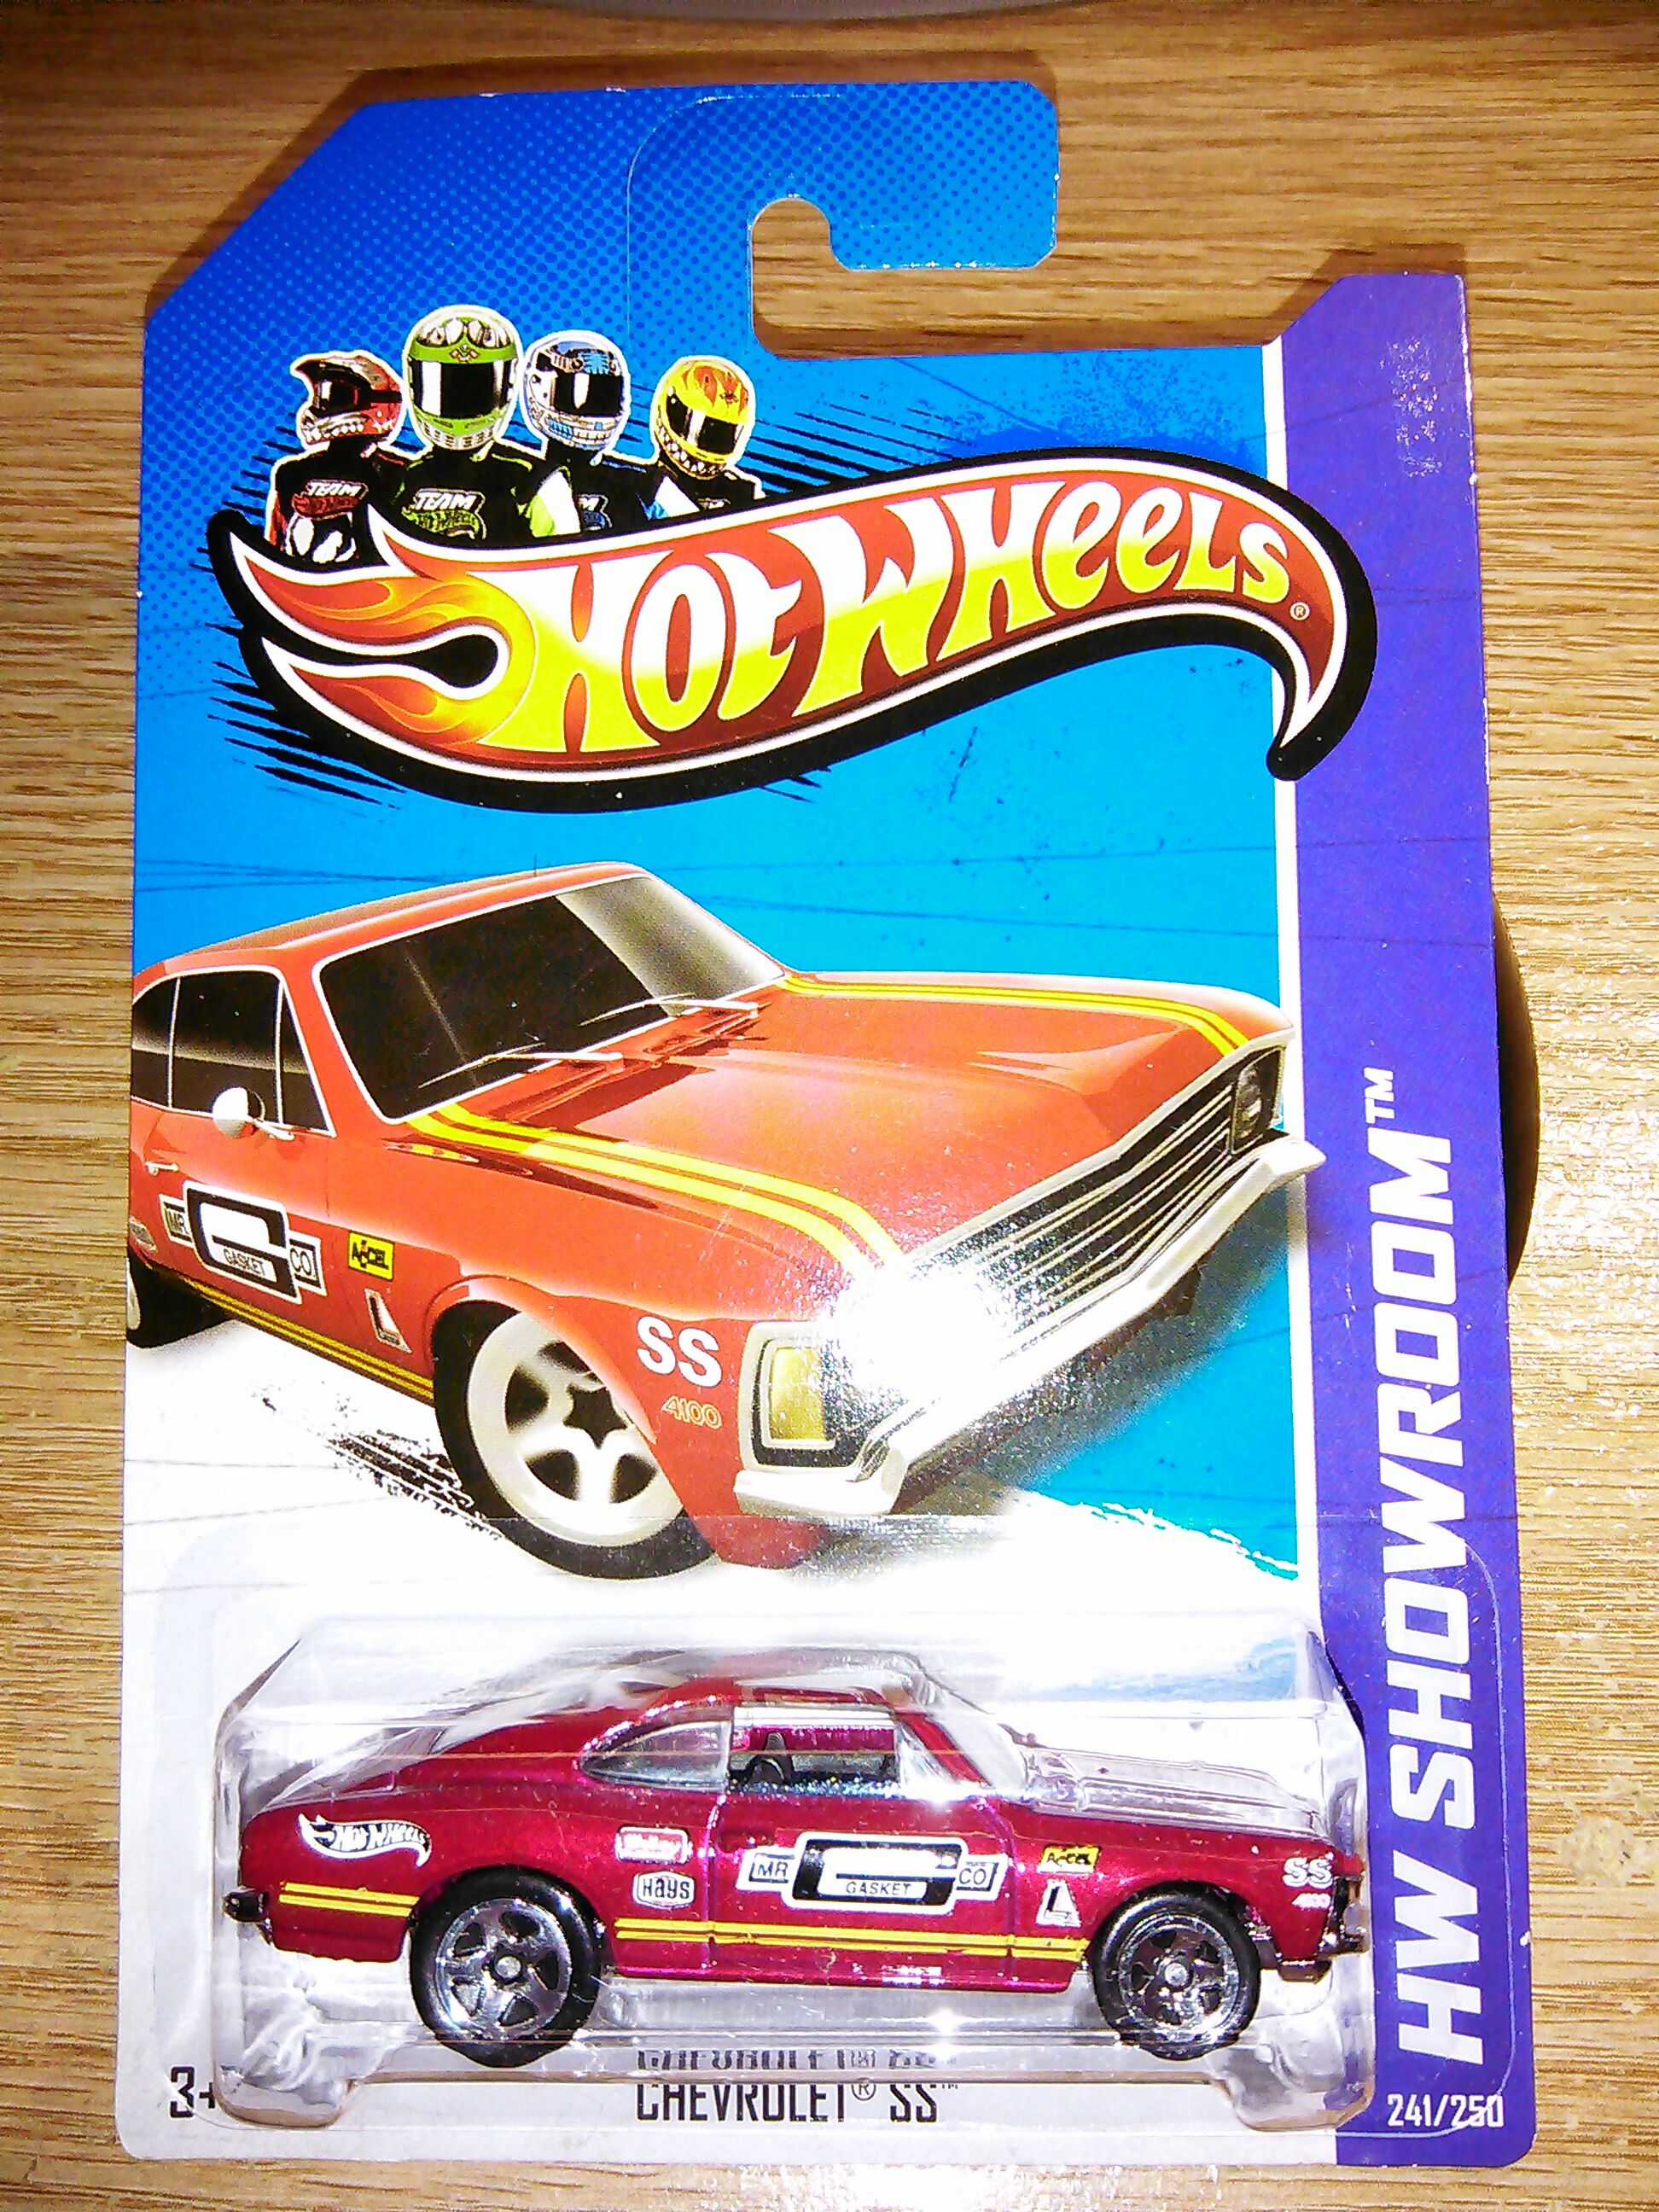 TEAM
TEAM
HOT WHEELS®
MR
GASKET
CO
ACCEL
SS
4100
HW SHOWROOM™
HOT WHEELS
Hays
MR
GASKET
CO
ACCEL
L
SS
4100
3+
CHEVROLET® SS™
241/250